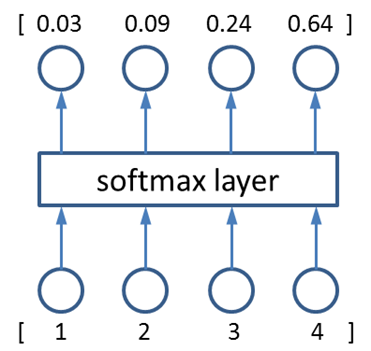 [ 0.03 0.09 0.24 0.64 ]
softmax layer
[ 1 2 3 4 ]